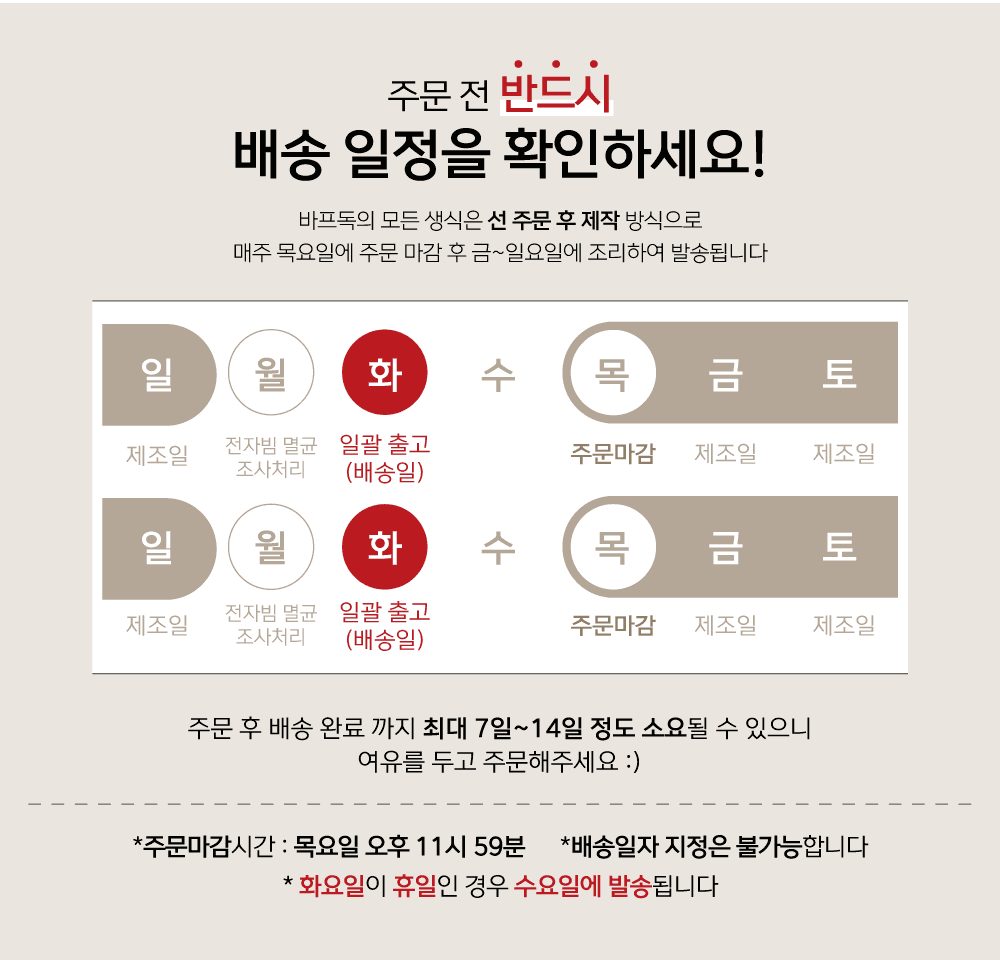 주문 전 반드시
배송 일정을 확인하세요!
바프독의 모든 생식은 선 주문 후 제작 방식으로
매주 목요일에 주문 마감 후 금~일요일에 조리하여 발송됩니다
일 월 화 수 목 금 토
제조일 전자빔 멸균 조사처리 일괄 출고 (배송일) 주문마감 제조일 제조일
일 월 화 수 목 금 토
제조일 전자빔 멸균 조사처리 일괄 출고 (배송일) 주문마감 제조일 제조일
주문 후 배송 완료 까지 최대 7일~14일 정도 소요될 수 있으니
여유를 두고 주문해주세요 :)
*주문마감시간 : 목요일 오후 11시 59분 *배송일자 지정은 불가능합니다
* 화요일이 휴일인 경우 수요일에 발송됩니다